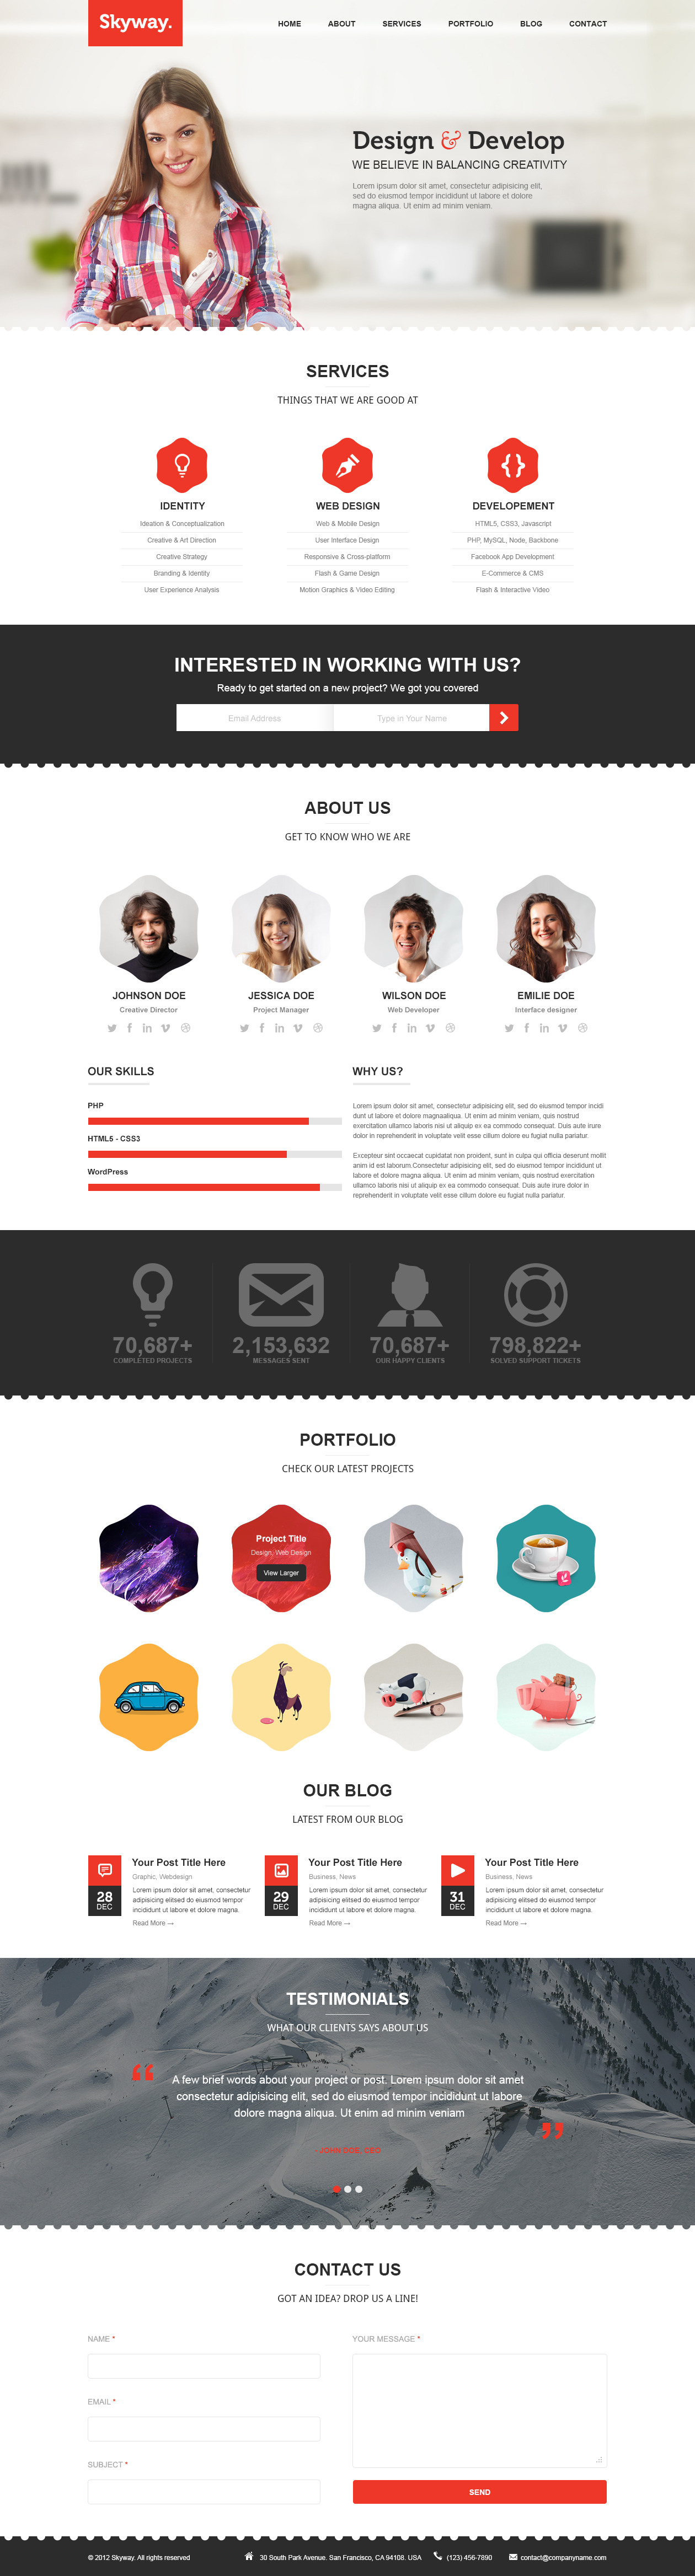 Skyway.
HOME ABOUT SERVICES PORTFOLIO BLOG CONTACT
Design & Develop
WE BELIEVE IN BALANCING CREATIVITY
Lorem ipsum dolor sit amet, consectetur adipisicing elit,
sed do eiusmod tempor incididunt ut labore et dolore
magna aliqua. Ut enim ad minim veniam.
SERVICES
THINGS THAT WE ARE GOOD AT
IDENTITY
Ideation & Conceptualization
Creative & Art Direction
Creative Strategy
Branding & Identity
User Experience Analysis
WEB DESIGN
Web & Mobile Design
User Interface Design
Responsive & Cross-platform
Flash & Game Design
Motion Graphics & Video Editing
DEVELOPEMENT
HTML5, CSS3, Javascript
PHP, MySQL, Node, Backbone
Facebook App Development
E-Commerce & CMS
Flash & Interactive Video
INTERESTED IN WORKING WITH US?
Ready to get started on a new project? We got you covered
Email Address
Type in Your Name
ABOUT US
GET TO KNOW WHO WE ARE
JOHNSON DOE
Creative Director
JESSICA DOE
Project Manager
WILSON DOE
Web Developer
EMILIE DOE
Interface designer
OUR SKILLS
PHP
HTML5 - CSS3
WordPress
WHY US?
Lorem ipsum dolor sit amet, consectetur adipisicing elit, sed do eiusmod tempor incidi
dunt ut labore et dolore magnaaliqua. Ut enim ad minim veniam, quis nostrud
exercitation ullamco laboris nisi ut aliquip ex ea commodo consequat. Duis aute irure
dolor in reprehenderit in voluptate velit esse cillum dolore eu fugiat nulla pariatur.
Excepteur sint occaecat cupidatat non proident, sunt in culpa qui officia deserunt mollit
anim id est laborum.Consectetur adipisicing elit, sed do eiusmod tempor incididunt ut
labore et dolore magna aliqua. Ut enim ad minim veniam, quis nostrud exercitation
ullamco laboris nisi ut aliquip ex ea commodo consequat. Duis aute irure dolor in
reprehenderit in voluptate velit esse cillum dolore eu fugiat nulla pariatur.
70,687+
COMPLETED PROJECTS
2,153,632
MESSAGES SENT
70,687+
OUR HAPPY CLIENTS
798,822+
SOLVED SUPPORT TICKETS
PORTFOLIO
CHECK OUR LATEST PROJECTS
Project Title
Design, Web Design
View Larger
OUR BLOG
LATEST FROM OUR BLOG
28
DEC
Your Post Title Here
Graphic, Webdesign
Lorem ipsum dolor sit amet, consectetur
adipisicing elitsed do eiusmod tempor
incididunt ut labore et dolore magna.
Read More →
29
DEC
Your Post Title Here
Business, News
Lorem ipsum dolor sit amet, consectetur
adipisicing elitsed do eiusmod tempor
incididunt ut labore et dolore magna.
Read More →
31
DEC
Your Post Title Here
Business, News
Lorem ipsum dolor sit amet, consectetur
adipisicing elitsed do eiusmod tempor
incididunt ut labore et dolore magna.
Read More →
TESTIMONIALS
WHAT OUR CLIENTS SAYS ABOUT US
“ A few brief words about your project or post. Lorem ipsum dolor sit amet
consectetur adipisicing elit, sed do eiusmod tempor incididunt ut labore
dolore magna aliqua. Ut enim ad minim veniam ”
- JOHN DOE, CEO
CONTACT US
GOT AN IDEA? DROP US A LINE!
NAME *
EMAIL *
SUBJECT *
YOUR MESSAGE *
SEND
© 2012 Skyway. All rights reserved
30 South Park Avenue. San Francisco, CA 94108. USA
(123) 456-7890
contact@companyname.com